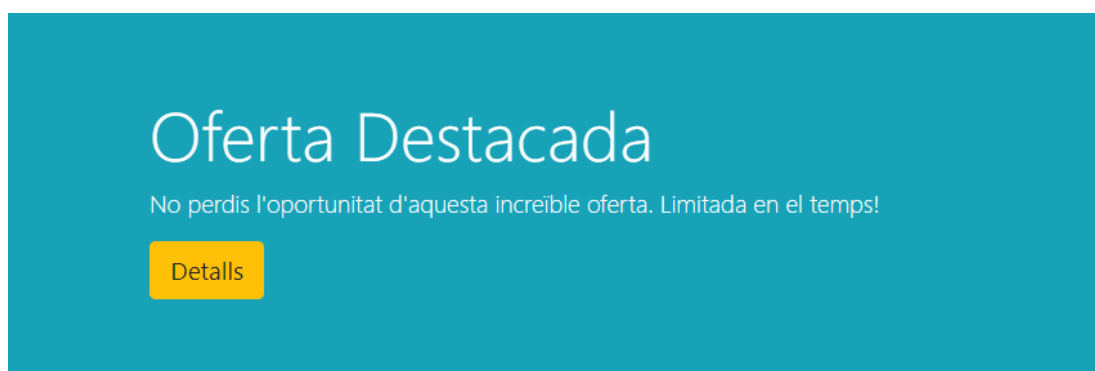 Oferta Destacada
No perdis l'oportunitat d'aquesta increïble oferta. Limitada en el temps!
Detalls